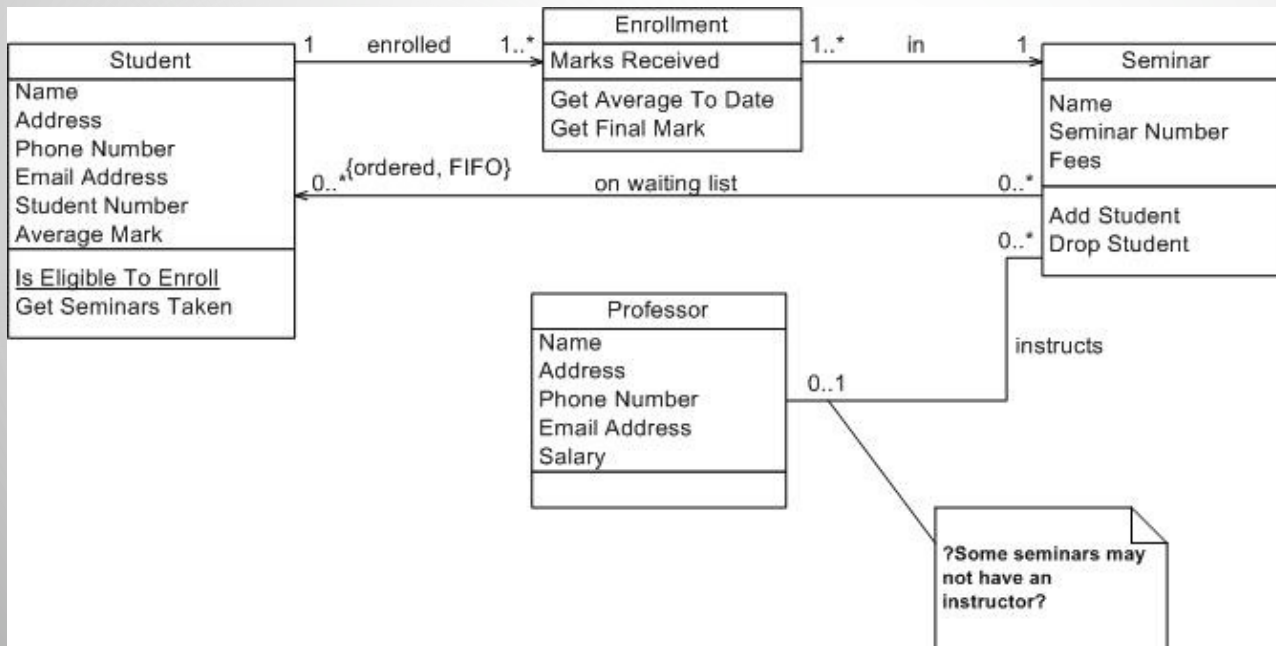 Student
Name
Address
Phone Number
Email Address
Student Number
Average Mark
Is Eligible To Enroll
Get Seminars Taken
1 enrolled 1..*
Enrollment
Marks Received
Get Average To Date
Get Final Mark
1..* in 1
Seminar
Name
Seminar Number
Fees
Add Student
Drop Student
0..* {ordered, FIFO} on waiting list 0..*
0..*
instructs
0..1
Professor
Name
Address
Phone Number
Email Address
Salary
?Some seminars may
not have an
instructor?